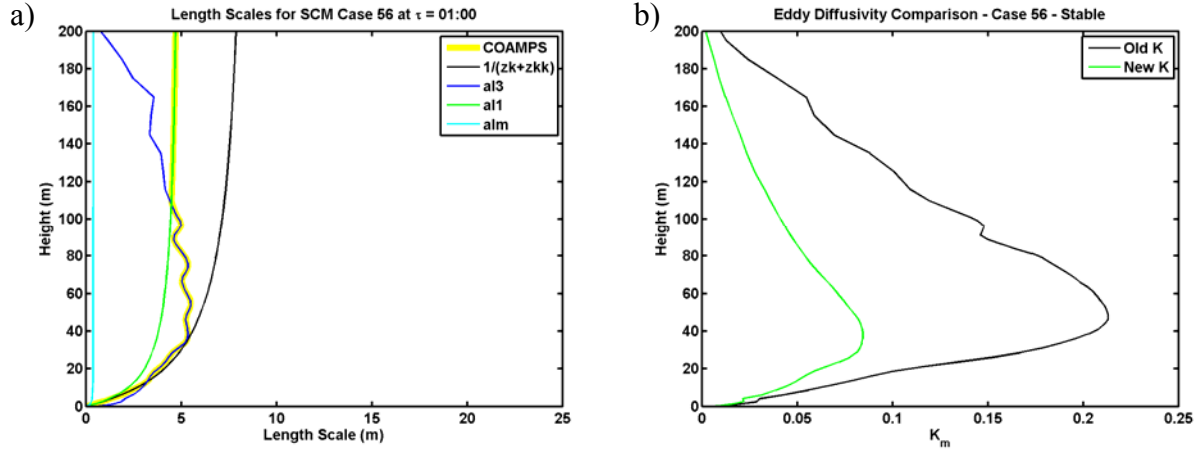 a)
Length Scales for SCM Case 56 at τ = 01:00
COAMPS
1/(zk+zkk)
al3
al1
alm
200
180
160
140
120
100
80
60
40
20
0
Height (m)
0 5 10 15 20 25
Length Scale (m)
b)
Eddy Diffusivity Comparison - Case 56 - Stable
Old K
New K
200
180
160
140
120
100
80
60
40
20
0
Height (m)
0 0.05 0.1 0.15 0.2 0.25
Km